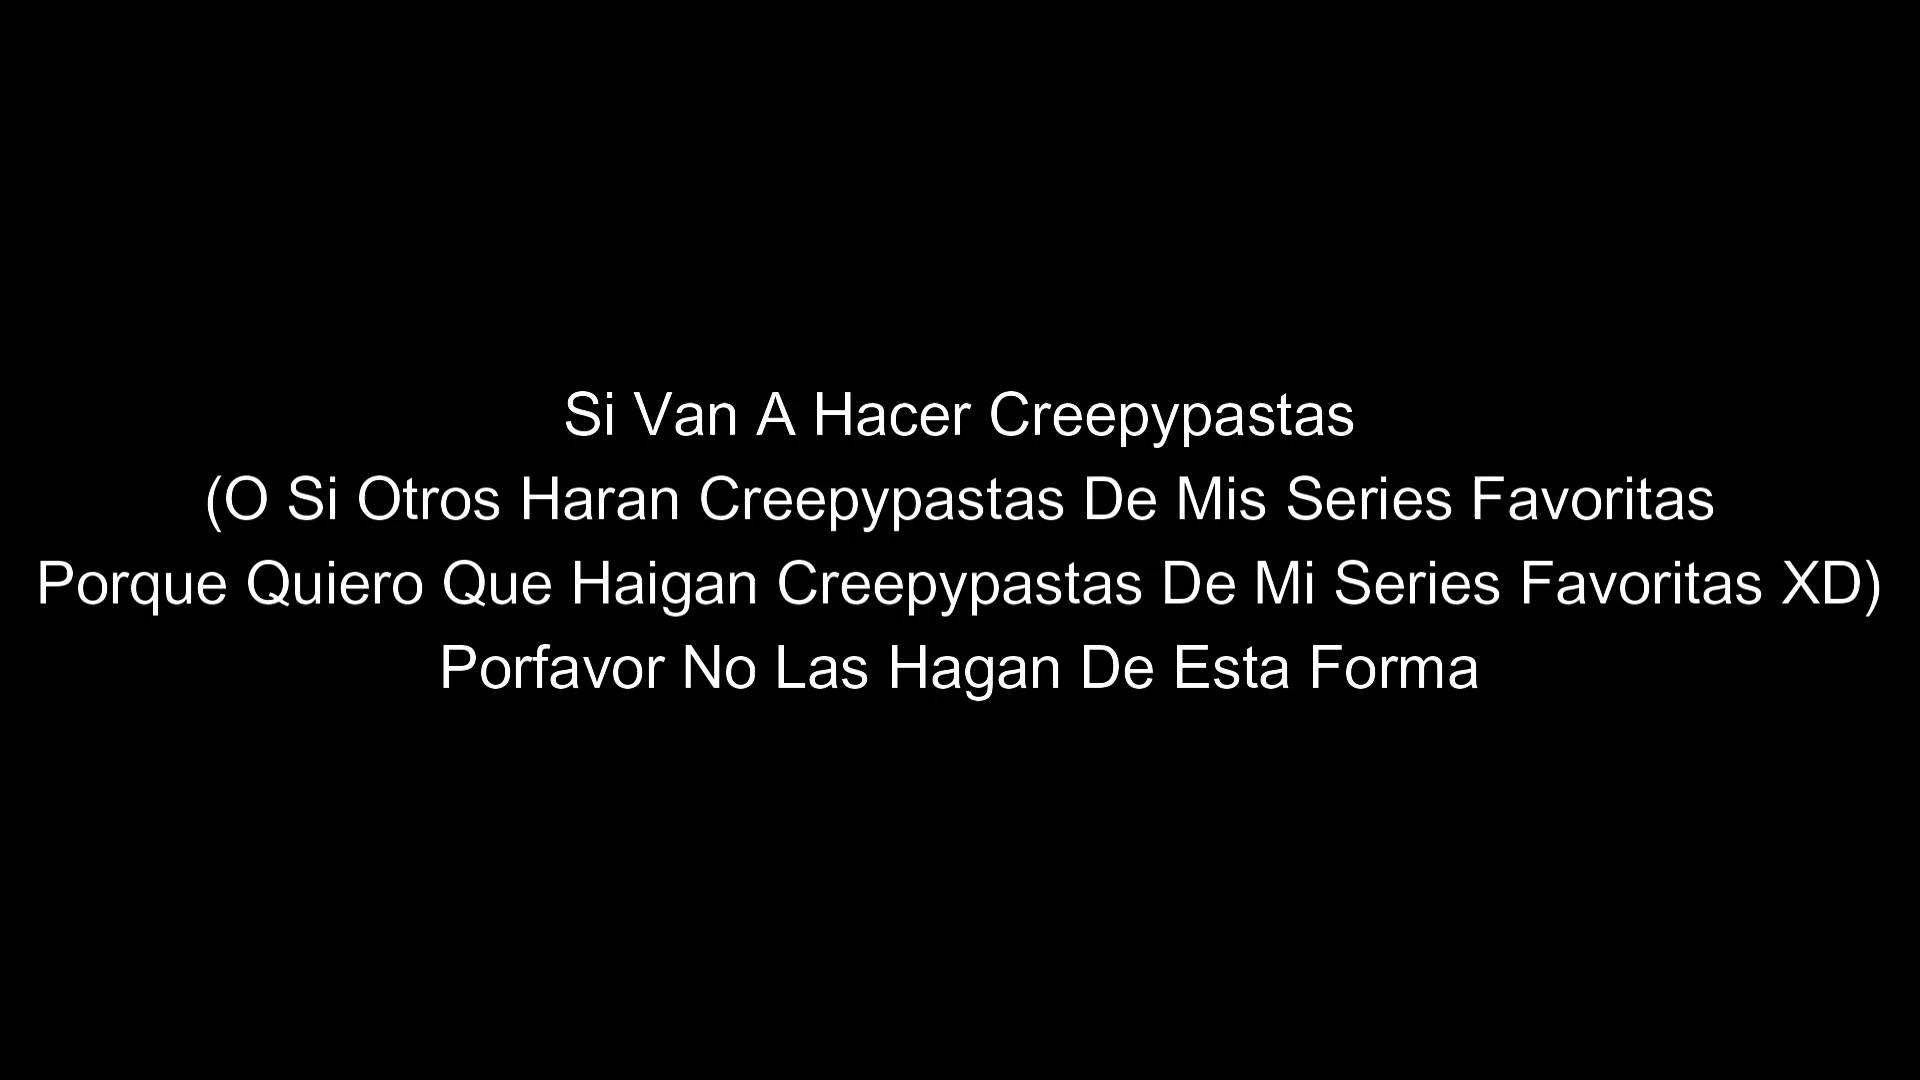 Si Van A Hacer Creepypastas
(O Si Otros Haran Creepypastas De Mis Series Favoritas
Porque Quiero Que Haigan Creepypastas De Mi Series Favoritas XD)
Porfavor No Las Hagan De Esta Forma